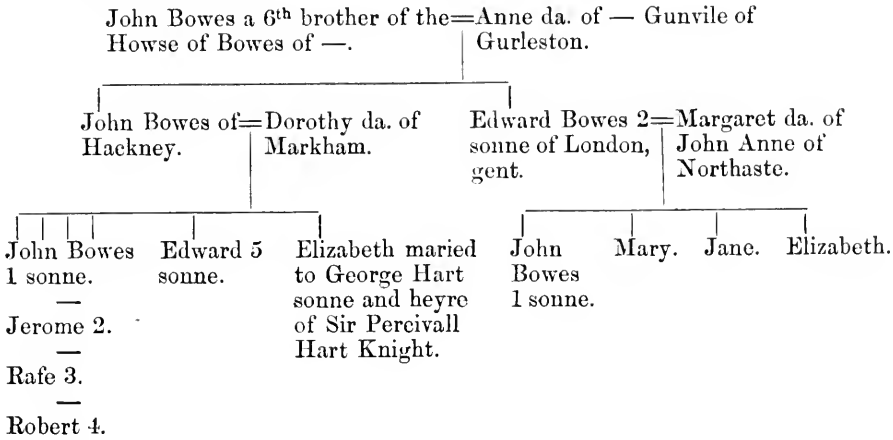 John Bowes a 6th brother of the=Anne da. of — Gunvile of
Howse of Bowes of —. Gurleston.
John Bowes of=Dorothy da. of
Hackney. Markham.
Edward Bowes 2=Margaret da. of
sonne of London, John Anne of
gent. Northaste.
John Bowes
1 sonne.
—
Jerome 2.
—
Rafe 3.
—
Robert 4.
Edward 5
sonne.
Elizabeth maried
to George Hart
sonne and heyre
of Sir Percivall
Hart Knight.
John
Bowes
1 sonne.
Mary.
Jane.
Elizabeth.